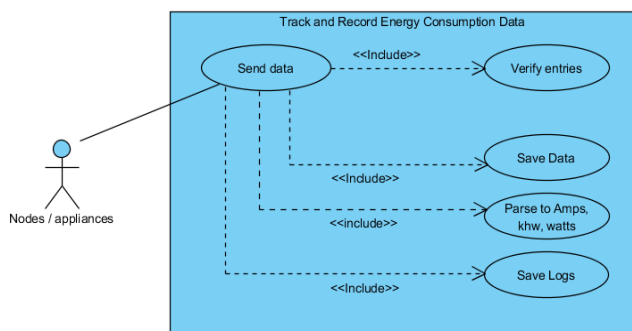 Track and Record Energy Consumption Data
Send data
<<Include>>
Verify entries
Save Data
<<Include>>
Nodes / appliances
Parse to Amps,
khw, watts
<<include>>
Save Logs
<<Include>>